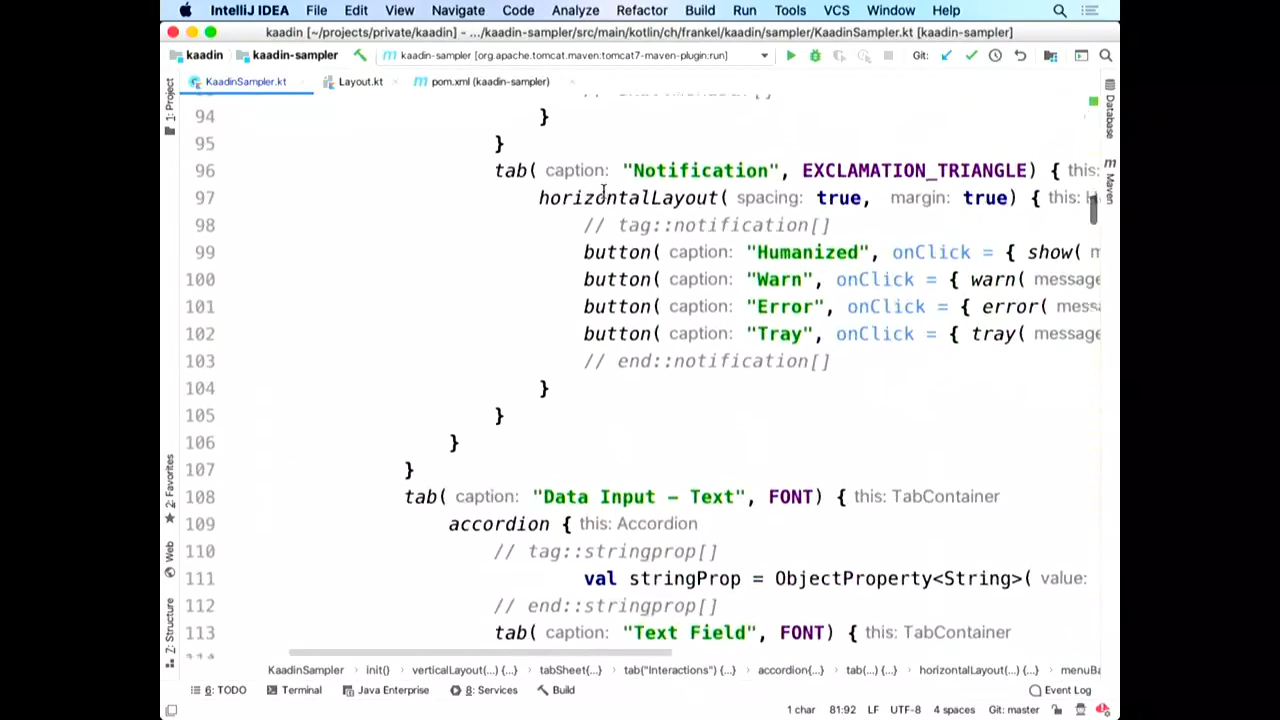 IntelliJ IDEA File Edit View Navigate Code Analyze Refactor Build Run Tools VCS Window Help
kaadin [~/projects/private/kaadin] - .../kaadin-sampler/src/main/kotlin/ch/frankel/kaadin/sampler/KaadinSampler.kt [kaadin-sampler]
kaadin kaadin-sampler kaadin-sampler [org.apache.tomcat.maven:tomcat7-maven-plugin:run] Git:
KaadinSampler.kt Layout.kt pom.xml (kaadin-sampler)
1: Project
Database
Maven
94 }
95 }
96 tab( caption: "Notification", EXCLAMATION_TRIANGLE) { this:
97 horizontalLayout( spacing: true, margin: true) { this:
98 // tag::notification[]
99 button( caption: "Humanized", onClick = { show(
100 button( caption: "Warn", onClick = { warn( message
101 button( caption: "Error", onClick = { error( mess
102 button( caption: "Tray", onClick = { tray( message
103 // end::notification[]
104 }
105 }
106 }
107 }
108 tab( caption: "Data Input - Text", FONT) { this: TabContainer
109 accordion { this: Accordion
110 // tag::stringprop[]
111 val stringProp = ObjectProperty<String>( value:
112 // end::stringprop[]
113 tab( caption: "Text Field", FONT) { this: TabContainer
2: Favorites
Web
Z: Structure
KaadinSampler init() verticalLayout(...) {...} tabSheet{...} tab("Interactions") {...} accordion{...} tab(...) {...} horizontalLayout(...) {...} menuBa
6: TODO Terminal Java Enterprise 8: Services Build Event Log
1 char 81:92 LF UTF-8 4 spaces Git: master